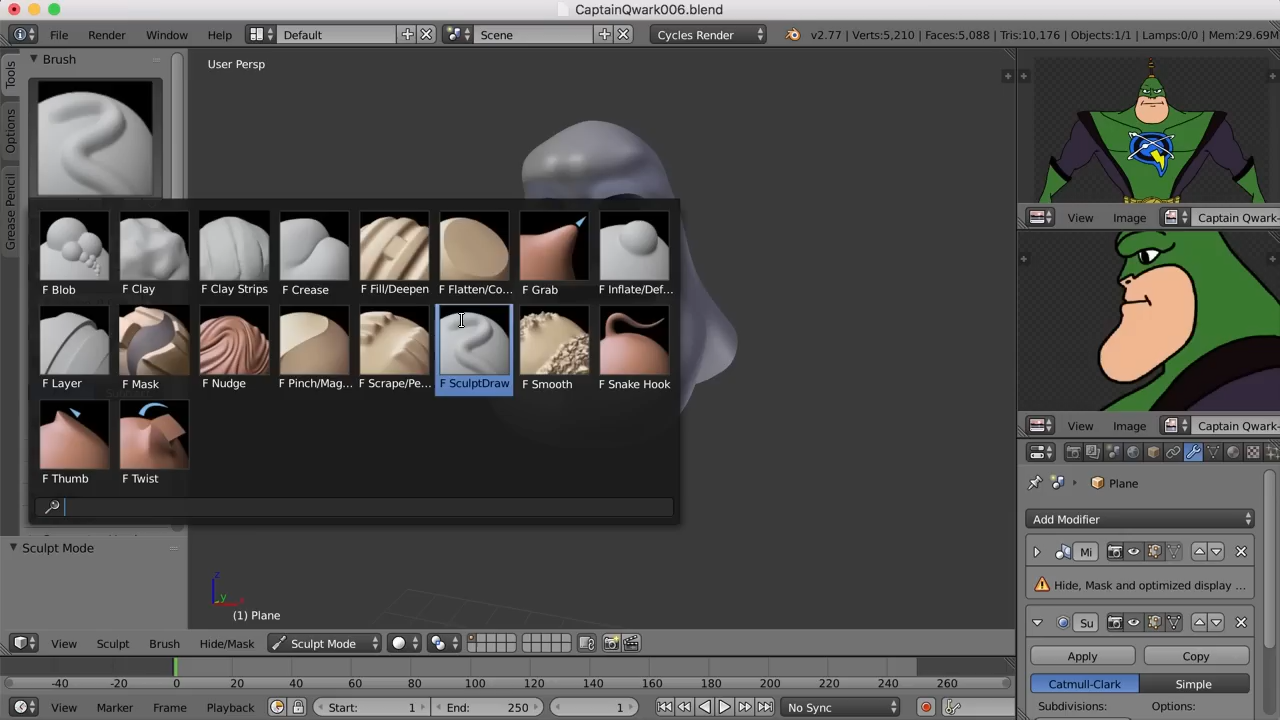 CaptainQwark006.blend
File Render Window Help Default Scene Cycles Render v2.77 | Verts:5,210 | Faces:5,088 | Tris:10,176 | Objects:1/1 | Lamps:0/0 | Mem:29.69M
Tools
Options
Grease Pencil
Brush
User Persp
F Blob F Clay F Clay Strips F Crease F Fill/Deepen F Flatten/Co... F Grab F Inflate/Def...
F Layer F Mask F Nudge F Pinch/Mag... F Scrape/Pe... F SculptDraw F Smooth F Snake Hook
F Thumb F Twist
Sculpt Mode
z
y
x
(1) Plane
View Sculpt Brush Hide/Mask Sculpt Mode
-40 -20 0 20 40 60 80 100 120 140 160 180 200 220 240 260
View Marker Frame Playback Start: 1 End: 250 1 No Sync
View Image Captain Qwark
View Image Captain Qwark-
Plane
Add Modifier
Mi
Hide, Mask and optimized display ...
Su
Apply Copy
Catmull-Clark Simple
Subdivisions: Options: